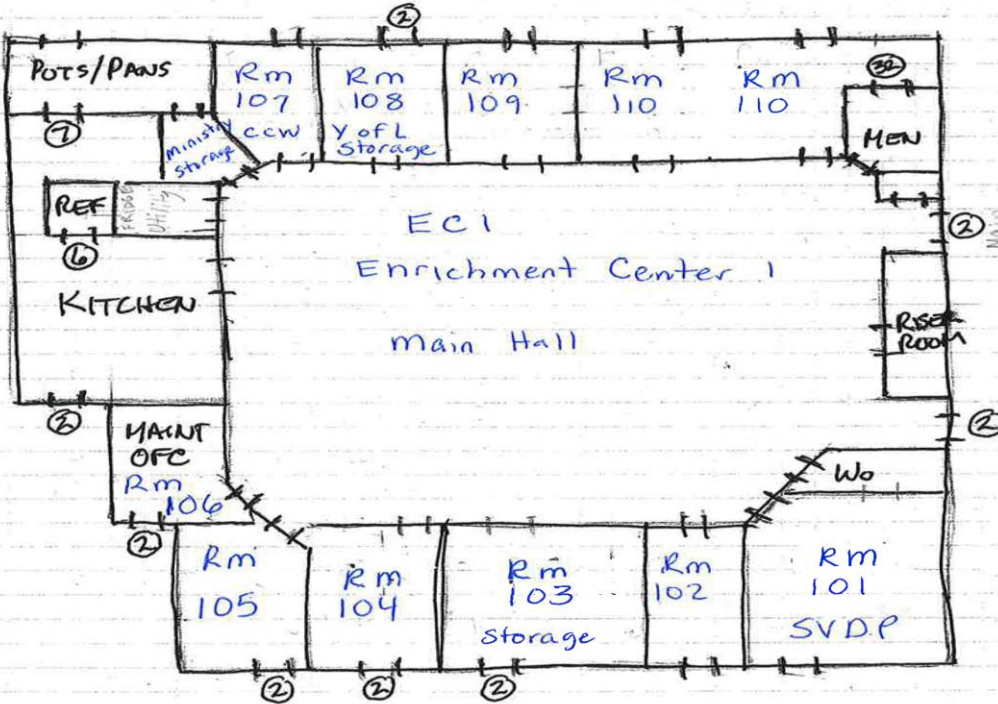 2
POTS/PANS
Rm
107
CCW
Rm
108
Y of L
Storage
Rm
109
Rm
110
Rm
110
32
MEN
7
Ministry
Storage
REF
FRIDGE
Utility
6
KITCHEN
EC1
Enrichment Center 1
Main Hall
2
RISER
ROOM
2
MAINT
OFC
Rm
106
2
2
Wo
Rm
105
Rm
104
Rm
103
Storage
Rm
102
Rm
101
SVDP
2
2
2